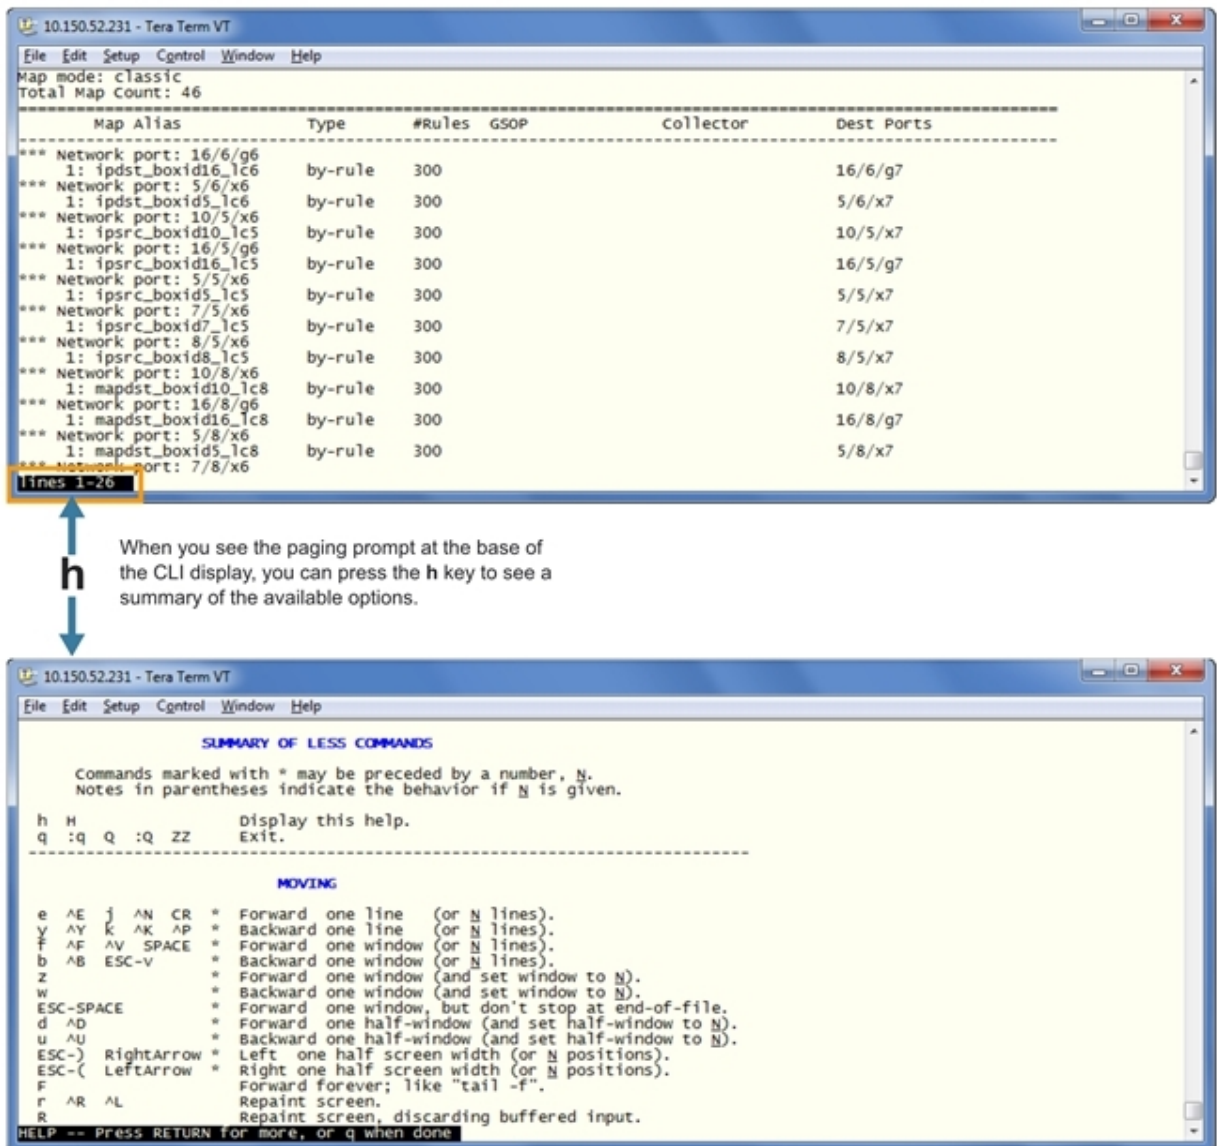 10.150.52.231 - Tera Term VT
File Edit Setup Control Window Help
Map mode: classic
Total Map Count: 46
================================================================
Map Alias Type #Rules GSOP Collector Dest Ports
----------------------------------------------------------------
*** Network port: 16/6/g6
1: ipdst_boxid16_lc6 by-rule 300 16/6/g7
*** Network port: 5/6/x6
1: ipdst_boxid5_lc6 by-rule 300 5/6/x7
*** Network port: 10/5/x6
1: ipsrc_boxid10_lc5 by-rule 300 10/5/x7
*** Network port: 16/5/g6
1: ipsrc_boxid16_lc5 by-rule 300 16/5/g7
*** Network port: 5/5/x6
1: ipsrc_boxid5_lc5 by-rule 300 5/5/x7
*** Network port: 7/5/x6
1: ipsrc_boxid7_lc5 by-rule 300 7/5/x7
*** Network port: 8/5/x6
1: ipsrc_boxid8_lc5 by-rule 300 8/5/x7
*** Network port: 10/8/x6
1: mapdst_boxid10_lc8 by-rule 300 10/8/x7
*** Network port: 16/8/g6
1: mapdst_boxid16_lc8 by-rule 300 16/8/g7
*** Network port: 5/8/x6
1: mapdst_boxid5_lc8 by-rule 300 5/8/x7
*** Network port: 7/8/x6
lines 1-26
h
When you see the paging prompt at the base of
the CLI display, you can press the h key to see a
summary of the available options.
10.150.52.231 - Tera Term VT
File Edit Setup Control Window Help
SUMMARY OF LESS COMMANDS
Commands marked with * may be preceded by a number, N.
Notes in parentheses indicate the behavior if N is given.
h H Display this help.
q :q Q :Q ZZ Exit.
----------------------------------------------------------------
MOVING
e ^E j ^N CR * Forward one line (or N lines).
y ^Y k ^K ^P * Backward one line (or N lines).
f ^F ^V SPACE * Forward one window (or N lines).
b ^B ESC-v * Backward one window (or N lines).
z * Forward one window (and set window to N).
w * Backward one window (and set window to N).
ESC-SPACE * Forward one window, but don't stop at end-of-file.
d ^D * Forward one half-window (and set half-window to N).
u ^U * Backward one half-window (and set half-window to N).
ESC-) RightArrow * Left one half screen width (or N positions).
ESC-( LeftArrow * Right one half screen width (or N positions).
F Forward forever; like "tail -f".
r ^R ^L Repaint screen.
R Repaint screen, discarding buffered input.
HELP -- Press RETURN for more, or q when done